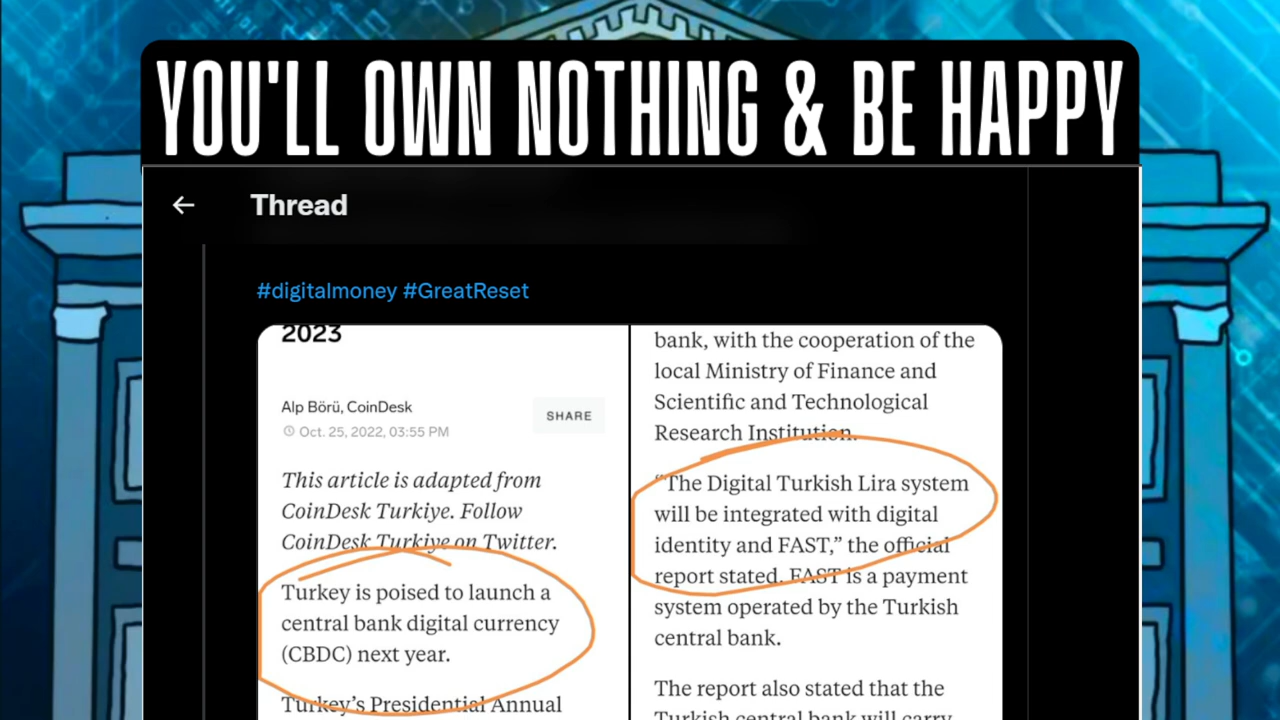 YOU'LL OWN NOTHING & BE HAPPY
Thread
#digitalmoney #GreatReset
2023
Alp Börü, CoinDesk
SHARE
Oct. 25, 2022, 03:55 PM
This article is adapted from
CoinDesk Turkiye. Follow
CoinDesk Turkiye on Twitter.
Turkey is poised to launch a
central bank digital currency
(CBDC) next year.
Turkey’s Presidential Annual
bank, with the cooperation of the
local Ministry of Finance and
Scientific and Technological
Research Institution.
“The Digital Turkish Lira system
will be integrated with digital
identity and FAST,” the official
report stated. FAST is a payment
system operated by the Turkish
central bank.
The report also stated that the
Turkish central bank will carry